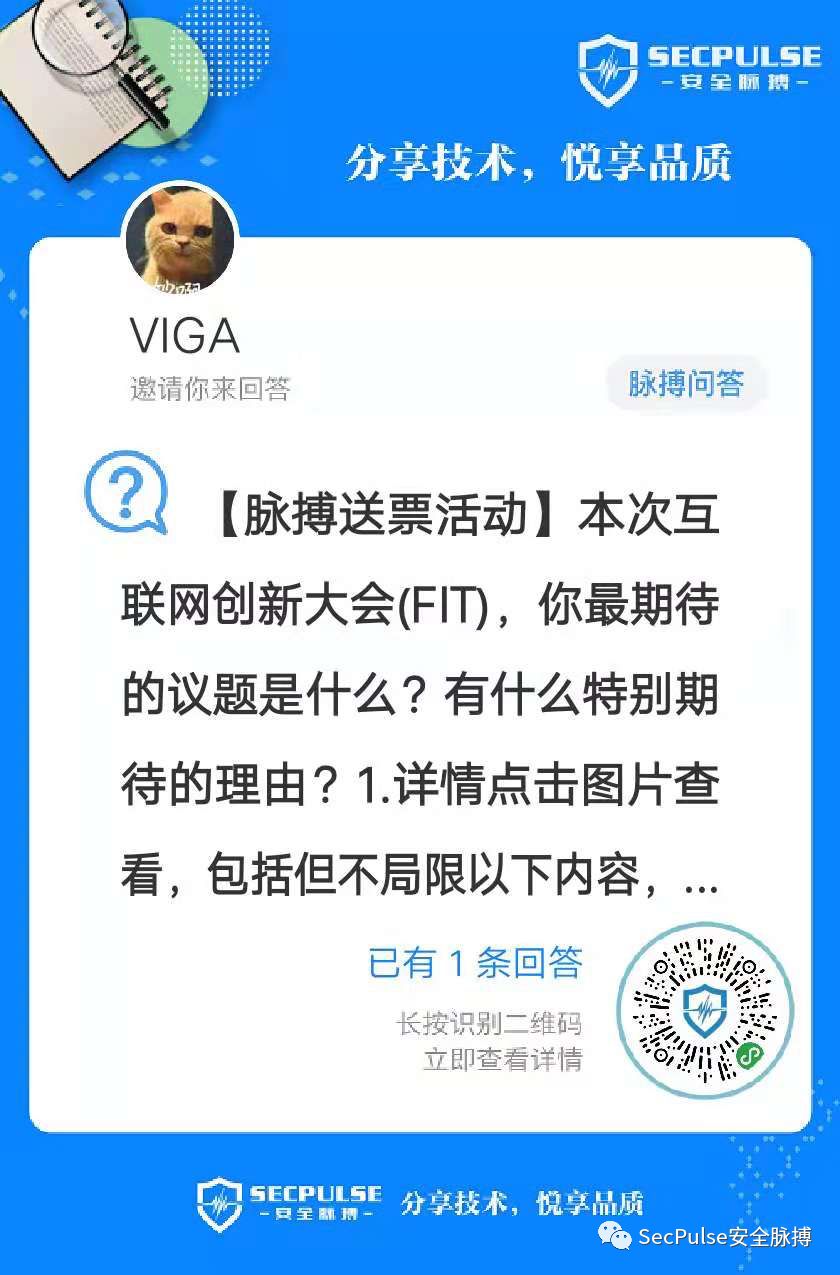 SECPULSE
-安全脉搏-
分享技术，悦享品质
VIGA
邀请你来回答
脉搏问答
【脉搏送票活动】本次互
联网创新大会(FIT)，你最期待
的议题是什么？有什么特别期
待的理由？1.详情点击图片查
看，包括但不局限以下内容，...
已有 1 条回答
长按识别二维码
立即查看详情
SECPULSE
-安全脉搏-
分享技术，悦享品质
SecPulse安全脉搏